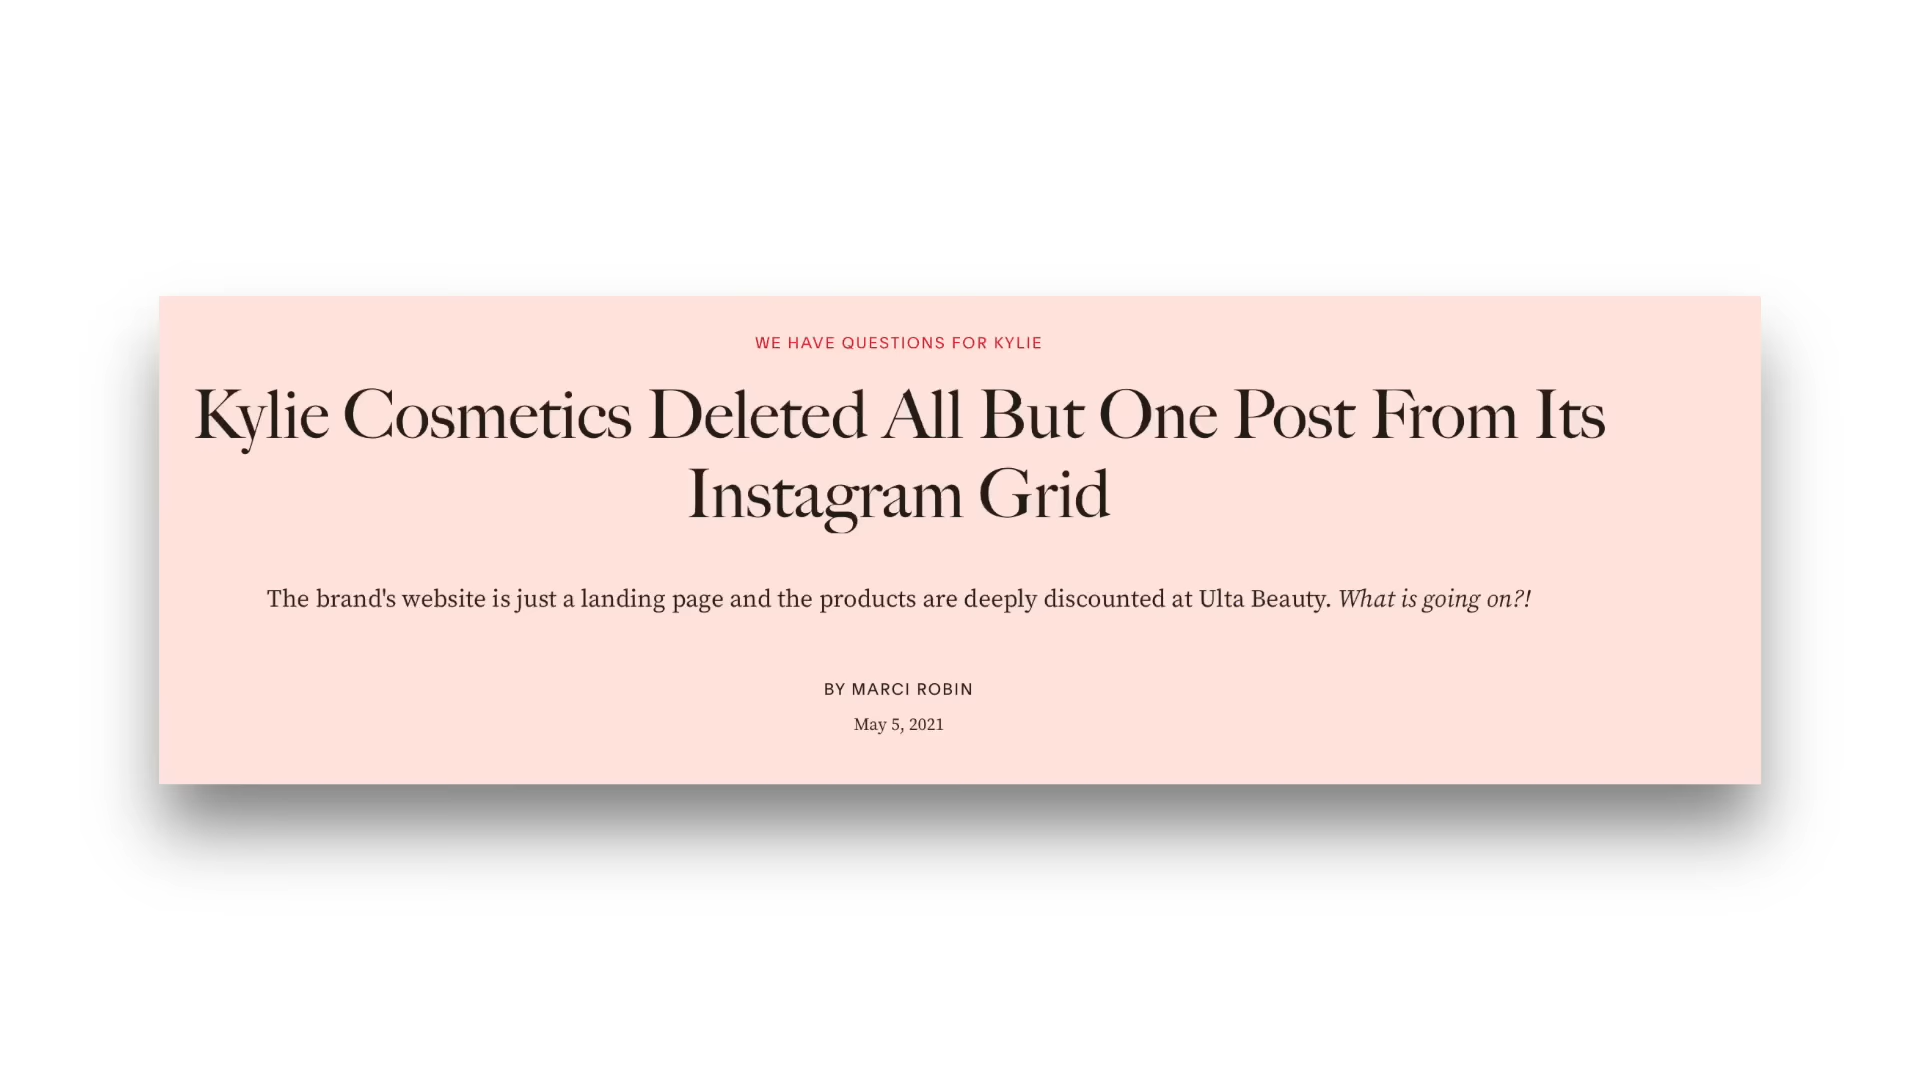 WE HAVE QUESTIONS FOR KYLIE
Kylie Cosmetics Deleted All But One Post From Its
Instagram Grid
The brand's website is just a landing page and the products are deeply discounted at Ulta Beauty. What is going on?!
BY MARCI ROBIN
May 5, 2021